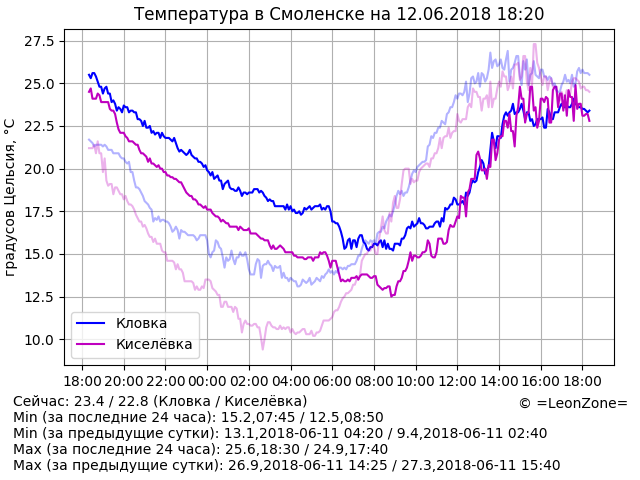 Температура в Смоленске на 12.06.2018 18:20
градусов Цельсия, °C
27.5
25.0
22.5
20.0
17.5
15.0
12.5
10.0
Кловка
Киселёвка
18:00 20:00 22:00 00:00 02:00 04:00 06:00 08:00 10:00 12:00 14:00 16:00 18:00
Сейчас: 23.4 / 22.8 (Кловка / Киселёвка)
© =LeonZone=
Min (за последние 24 часа): 15.2,07:45 / 12.5,08:50
Min (за предыдущие сутки): 13.1,2018-06-11 04:20 / 9.4,2018-06-11 02:40
Max (за последние 24 часа): 25.6,18:30 / 24.9,17:40
Max (за предыдущие сутки): 26.9,2018-06-11 14:25 / 27.3,2018-06-11 15:40